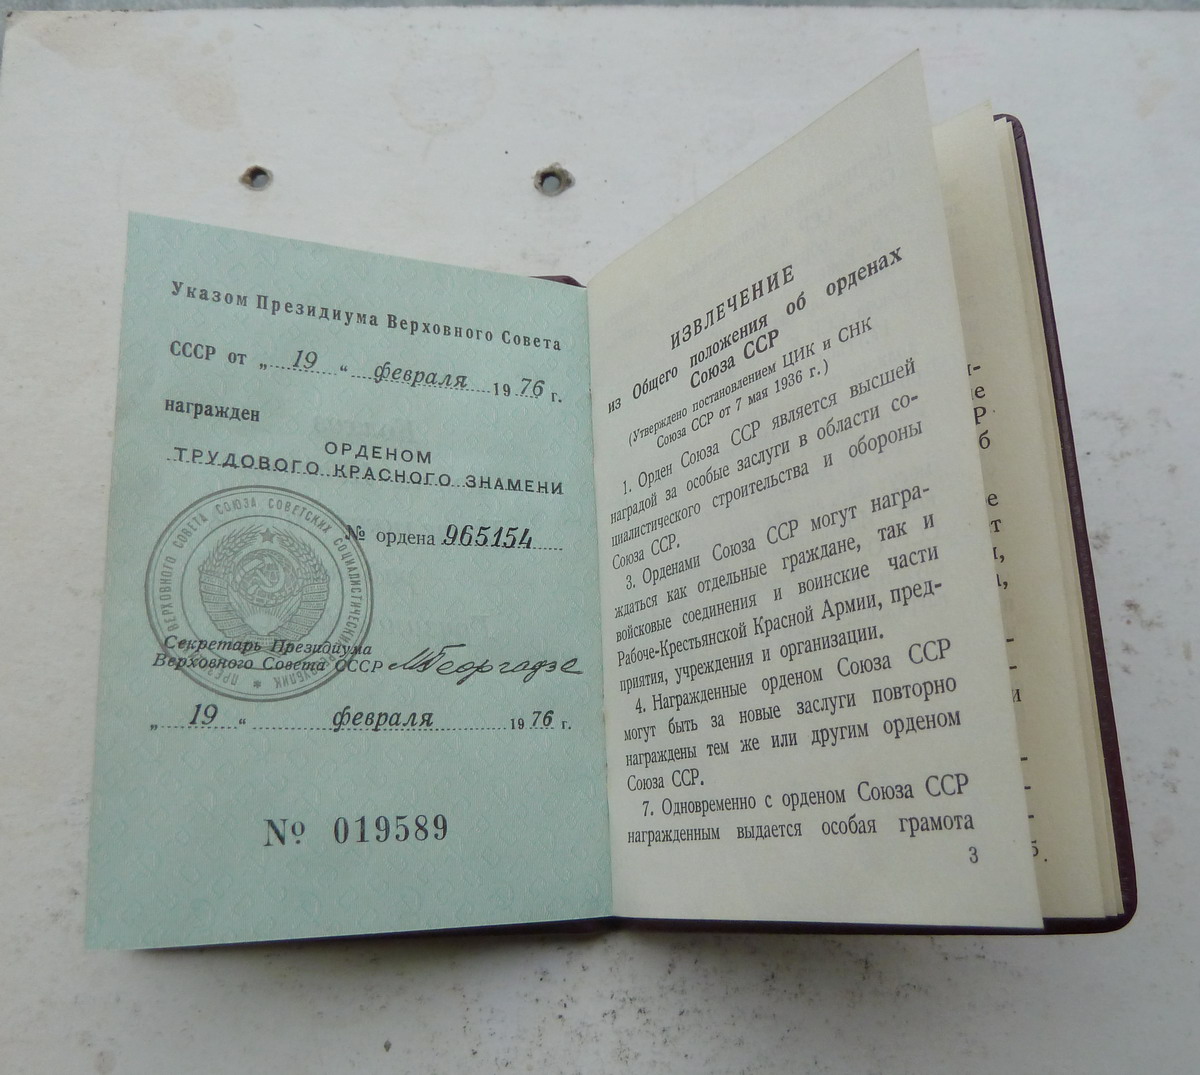 Указом Президиума Верховного Совета
СССР от „ 19 “ февраля 1976 г.
награжден
ОРДЕНОМ
ТРУДОВОГО КРАСНОГО ЗНАМЕНИ
№ ордена 965154
ВЕРХОВНОГО СОВЕТА СОЮЗА СОВЕТСКИХ СОЦИАЛИСТИЧЕСКИХ
Секретарь Президиума
Верховного Совета СССР МГеоргадзе
„ 19 “ февраля 1976 г.
№ 019589
ИЗВЛЕЧЕНИЕ
из Общего положения об орденах
Союза ССР
(Утверждено постановлением ЦИК и СНК
Союза ССР от 7 мая 1936 г.)
1. Орден Союза ССР является высшей
наградой за особые заслуги в области со-
циалистического строительства и обороны
Союза ССР.
3. Орденами Союза ССР могут награ-
ждаться как отдельные граждане, так и
войсковые соединения и воинские части
Рабоче-Крестьянской Красной Армии, пред-
приятия, учреждения и организации.
4. Награжденные орденом Союза ССР
могут быть за новые заслуги повторно
награждены тем же или другим орденом
Союза ССР.
7. Одновременно с орденом Союза ССР
награжденным выдается особая грамота
3